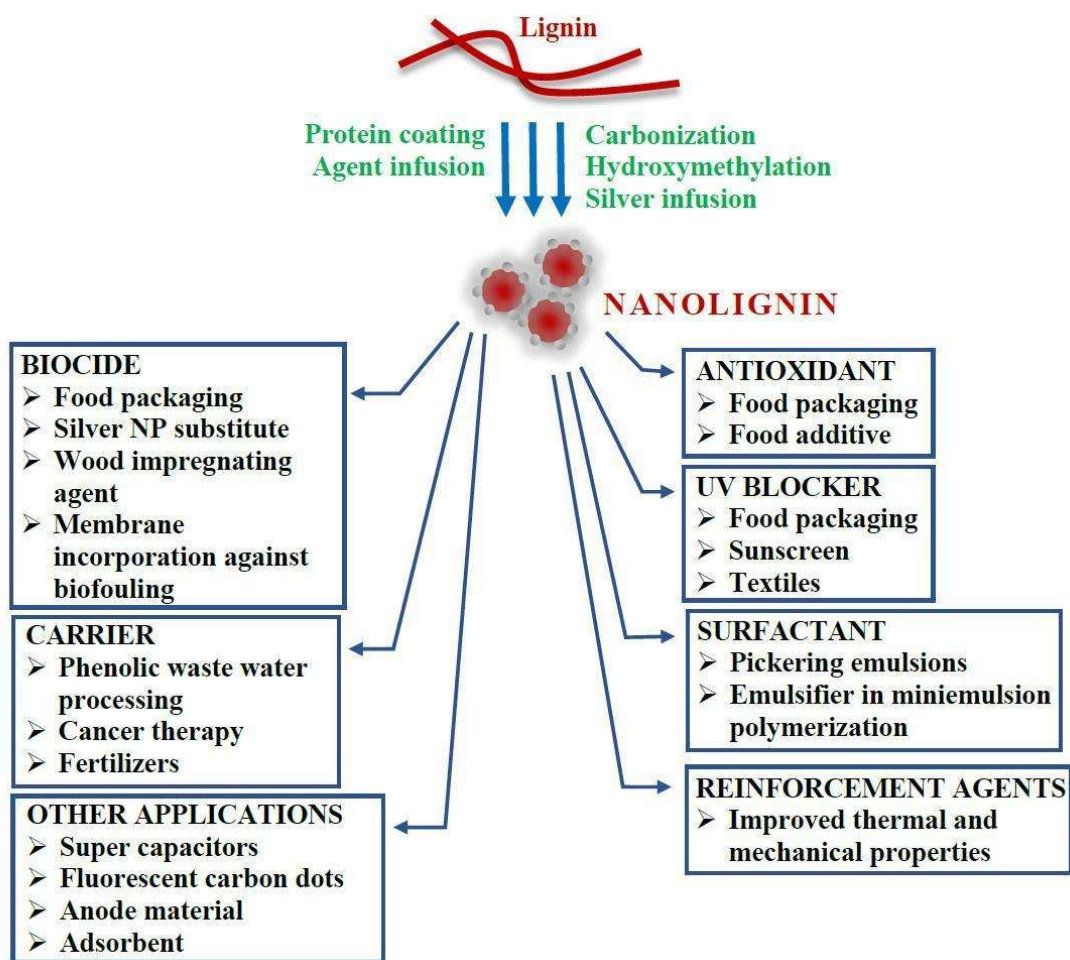 Lignin
Protein coating
Agent infusion
Carbonization
Hydroxymethylation
Silver infusion
NANOLIGNIN
BIOCIDE
➢ Food packaging
➢ Silver NP substitute
➢ Wood impregnating
agent
➢ Membrane
incorporation against
biofouling
CARRIER
➢ Phenolic waste water
processing
➢ Cancer therapy
➢ Fertilizers
OTHER APPLICATIONS
➢ Super capacitors
➢ Fluorescent carbon dots
➢ Anode material
➢ Adsorbent
ANTIOXIDANT
➢ Food packaging
➢ Food additive
UV BLOCKER
➢ Food packaging
➢ Sunscreen
➢ Textiles
SURFACTANT
➢ Pickering emulsions
➢ Emulsifier in miniemulsion
polymerization
REINFORCEMENT AGENTS
➢ Improved thermal and
mechanical properties